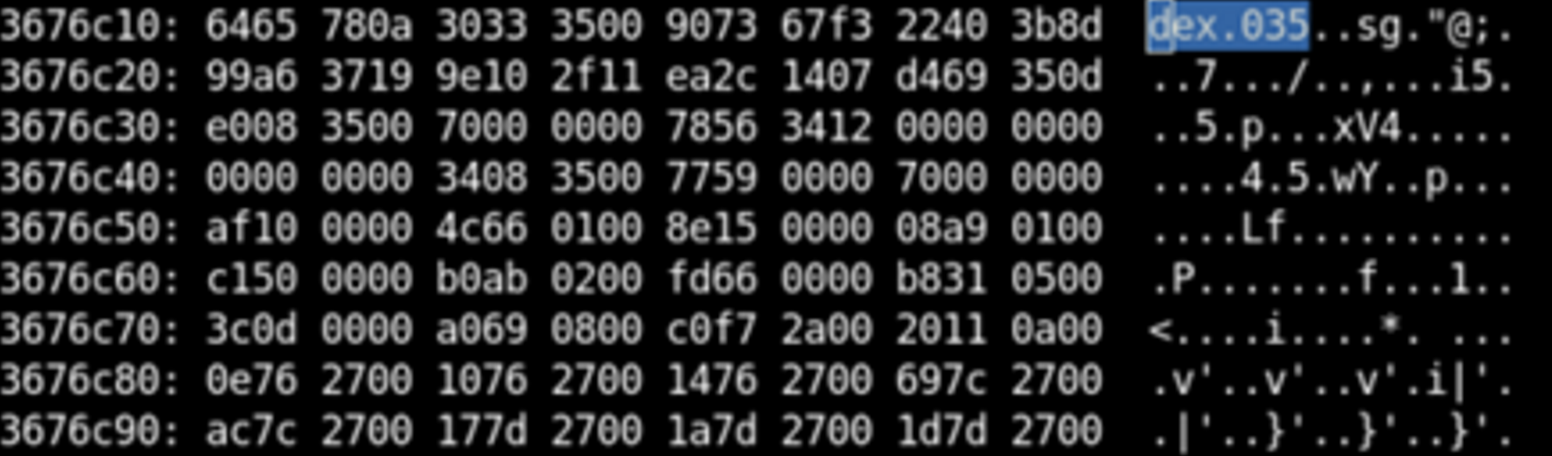 3676c10: 6465 780a 3033 3500 9073 67f3 2240 3b8d dex.035..sg."@;.
3676c20: 99a6 3719 9e10 2f11 ea2c 1407 d469 350d ..7.../..,...i5.
3676c30: e008 3500 7000 0000 7856 3412 0000 0000 ..5.p...xV4.....
3676c40: 0000 0000 3408 3500 7759 0000 7000 0000 ....4.5.wY..p...
3676c50: af10 0000 4c66 0100 8e15 0000 08a9 0100 ....Lf..........
3676c60: c150 0000 b0ab 0200 fd66 0000 b831 0500 .P.......f...1..
3676c70: 3c0d 0000 a069 0800 c0f7 2a00 2011 0a00 <....i....*. ...
3676c80: 0e76 2700 1076 2700 1476 2700 697c 2700 .v'..v'..v'.i|'.
3676c90: ac7c 2700 177d 2700 1a7d 2700 1d7d 2700 .|'..}'..}'..}'.